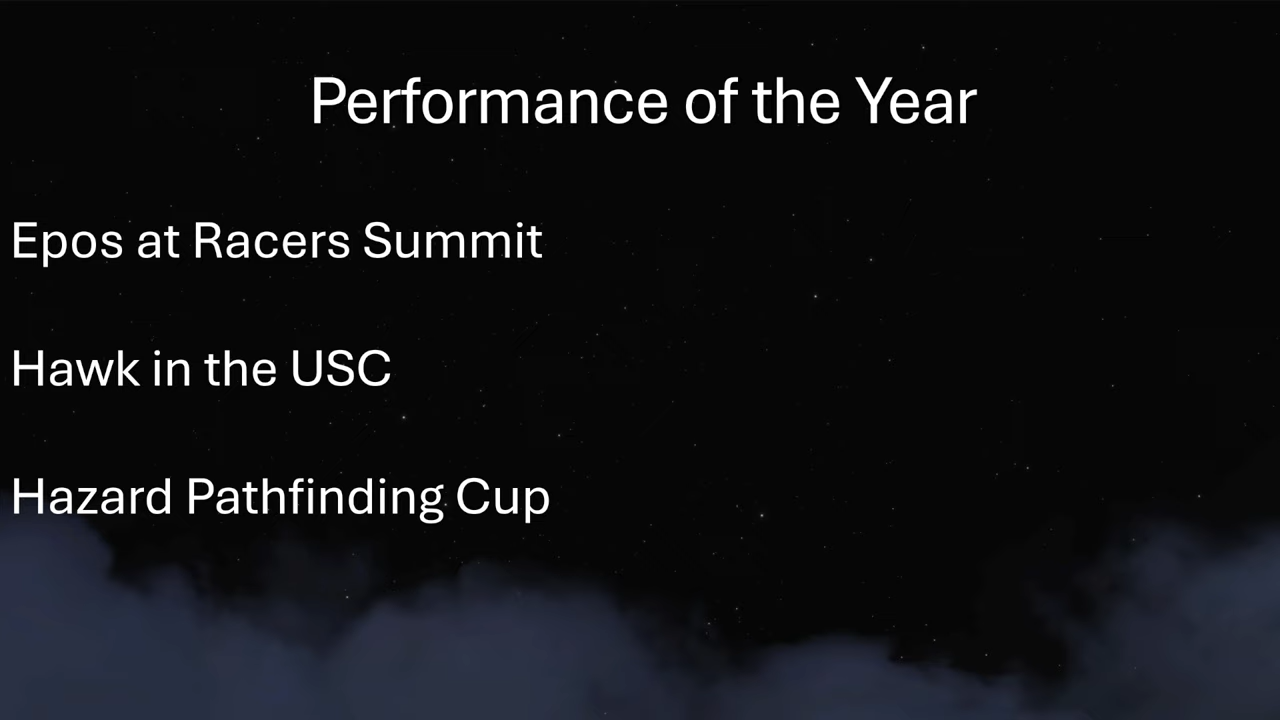 Performance of the Year
Epos at Racers Summit
Hawk in the USC
Hazard Pathfinding Cup